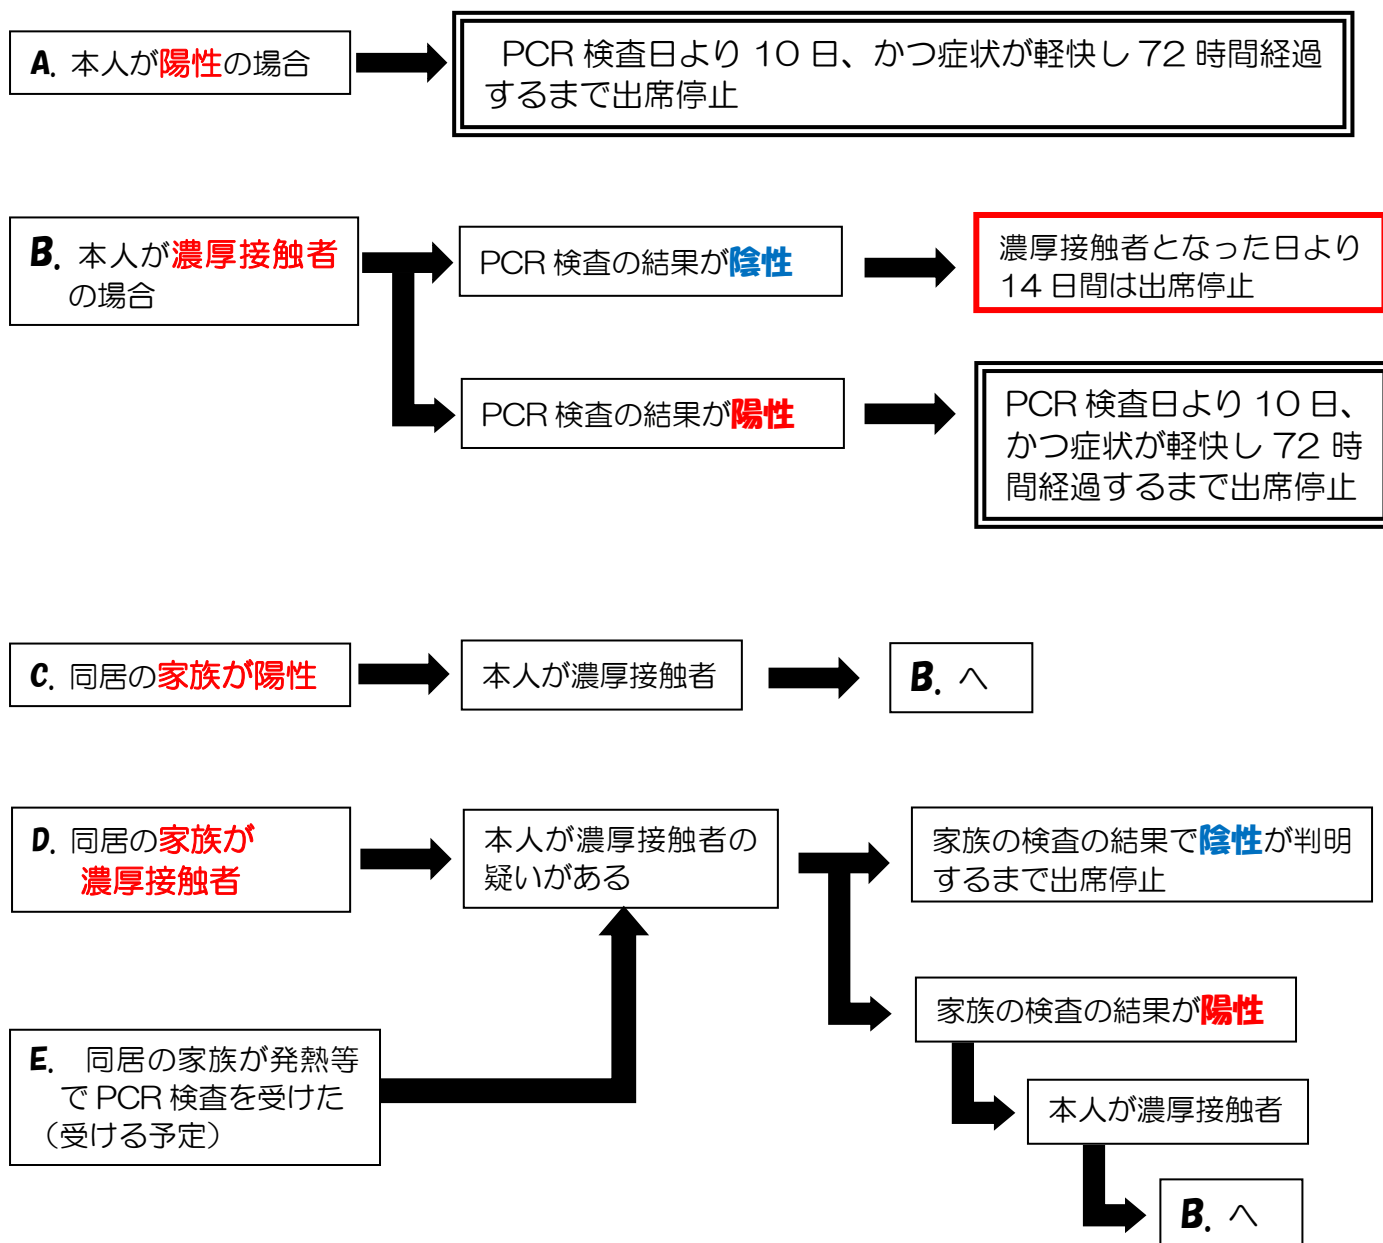 A. 本人が陽性の場合
PCR 検査日より 10 日、かつ症状が軽快し 72 時間経過
するまで出席停止
B. 本人が濃厚接触者
の場合
PCR 検査の結果が陰性
濃厚接触者となった日より
14 日間は出席停止
PCR 検査の結果が陽性
PCR 検査日より 10 日、
かつ症状が軽快し 72 時
間経過するまで出席停止
C. 同居の家族が陽性
本人が濃厚接触者
B. へ
D. 同居の家族が
濃厚接触者
本人が濃厚接触者の
疑いがある
家族の検査の結果で陰性が判明
するまで出席停止
家族の検査の結果が陽性
E. 同居の家族が発熱等
で PCR 検査を受けた
（受ける予定）
本人が濃厚接触者
B. へ